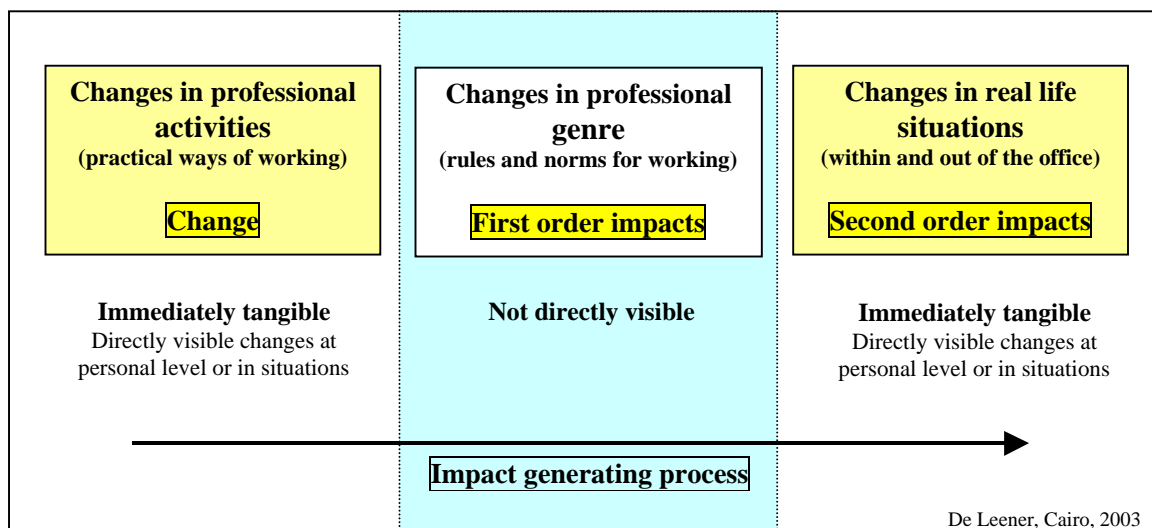 Changes in professional
activities
(practical ways of working)
Change
Immediately tangible
Directly visible changes at
personal level or in situations
Changes in professional
genre
(rules and norms for working)
First order impacts
Not directly visible
Changes in real life
situations
(within and out of the office)
Second order impacts
Immediately tangible
Directly visible changes at
personal level or in situations
Impact generating process
De Leener, Cairo, 2003